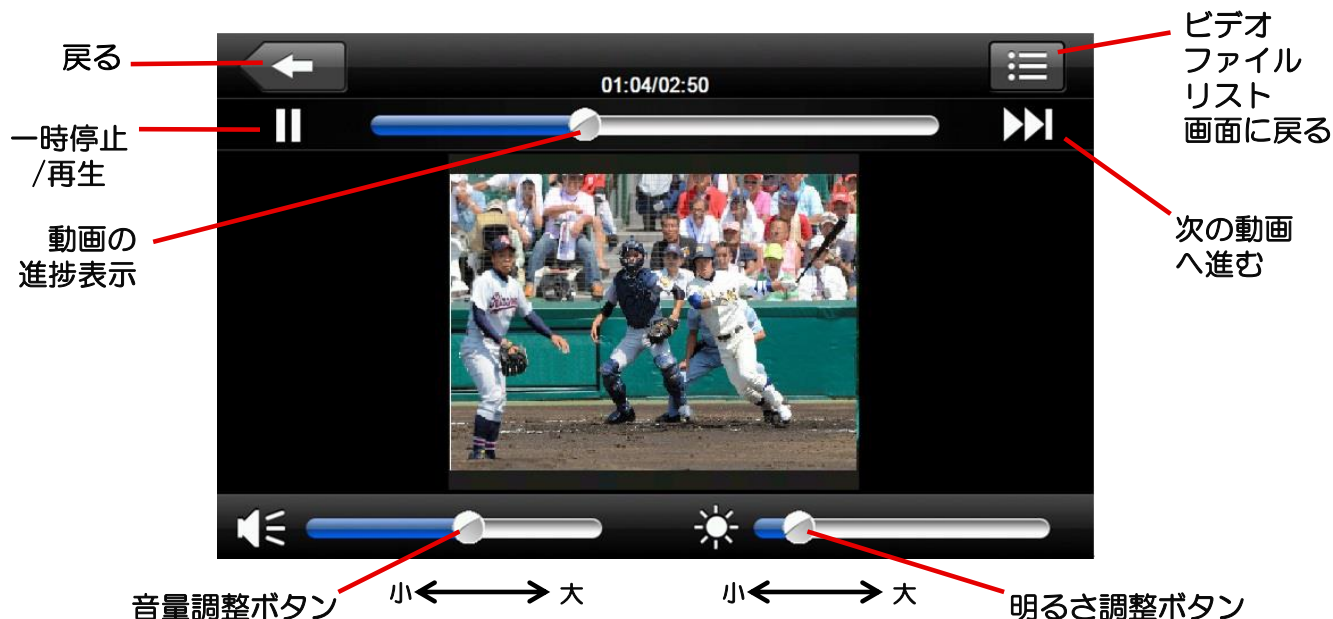 戻る
01:04/02:50
ビデオ
ファイル
リスト
画面に戻る
一時停止
/再生
動画の
進捗表示
次の動画
へ進む
小
大
小
大
音量調整ボタン
明るさ調整ボタン